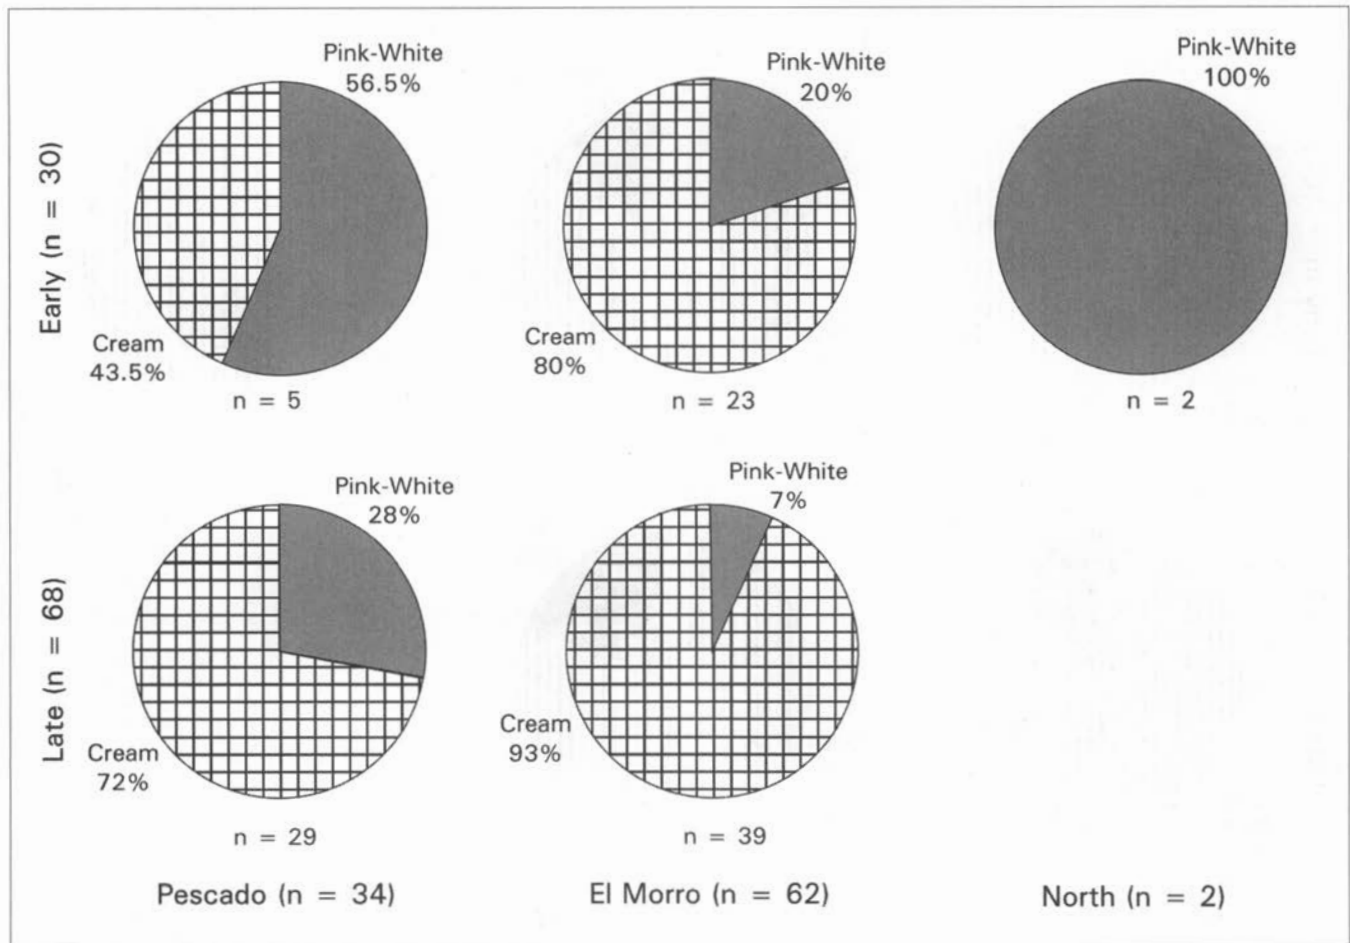 Early (n = 30)
Pink-White
56.5%
Cream
43.5%
n = 5
Pink-White
20%
Cream
80%
n = 23
Pink-White
100%
n = 2
Late (n = 68)
Pink-White
28%
Cream
72%
n = 29
Pink-White
7%
Cream
93%
n = 39
Pescado (n = 34)
El Morro (n = 62)
North (n = 2)